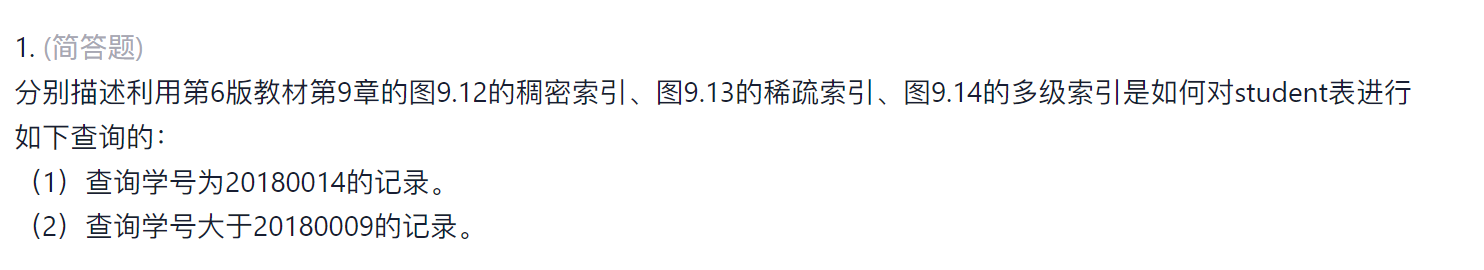 1. (简答题)
分别描述利用第6版教材第9章的图9.12的稠密索引、图9.13的稀疏索引、图9.14的多级索引是如何对student表进行
如下查询的：
（1）查询学号为20180014的记录。
（2）查询学号大于20180009的记录。